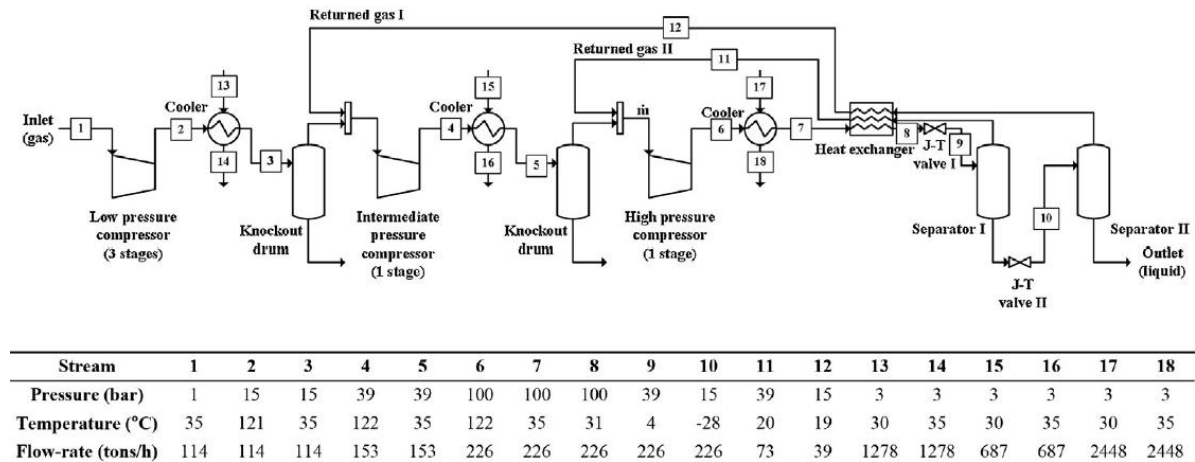 Returned gas I
12
Returned gas II
11
13
15
17
Inlet
(gas)
1
2
Cooler
Cooler
4
ṁ
Cooler
6
7
8
Heat exchanger
J-T
valve I
9
14
3
16
5
18
10
Low pressure
compressor
(3 stages)
Knockout
drum
Intermediate
pressure
compressor
(1 stage)
Knockout
drum
High pressure
compressor
(1 stage)
Separator I
J-T
valve II
Separator II
Outlet
(liquid)
Stream 1 2 3 4 5 6 7 8 9 10 11 12 13 14 15 16 17 18
Pressure (bar) 1 15 15 39 39 100 100 100 39 15 39 15 3 3 3 3 3 3
Temperature (°C) 35 121 35 122 35 122 35 31 4 -28 20 19 30 35 30 35 30 35
Flow-rate (tons/h) 114 114 114 153 153 226 226 226 226 226 73 39 1278 1278 687 687 2448 2448